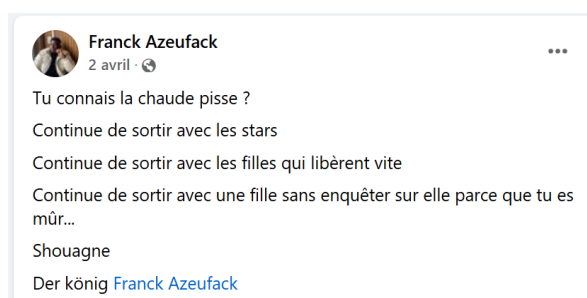 Franck Azeufack
2 avril ·
Tu connais la chaude pisse ?
Continue de sortir avec les stars
Continue de sortir avec les filles qui libèrent vite
Continue de sortir avec une fille sans enquêter sur elle parce que tu es
mûr...
Shouagne
Der könig Franck Azeufack